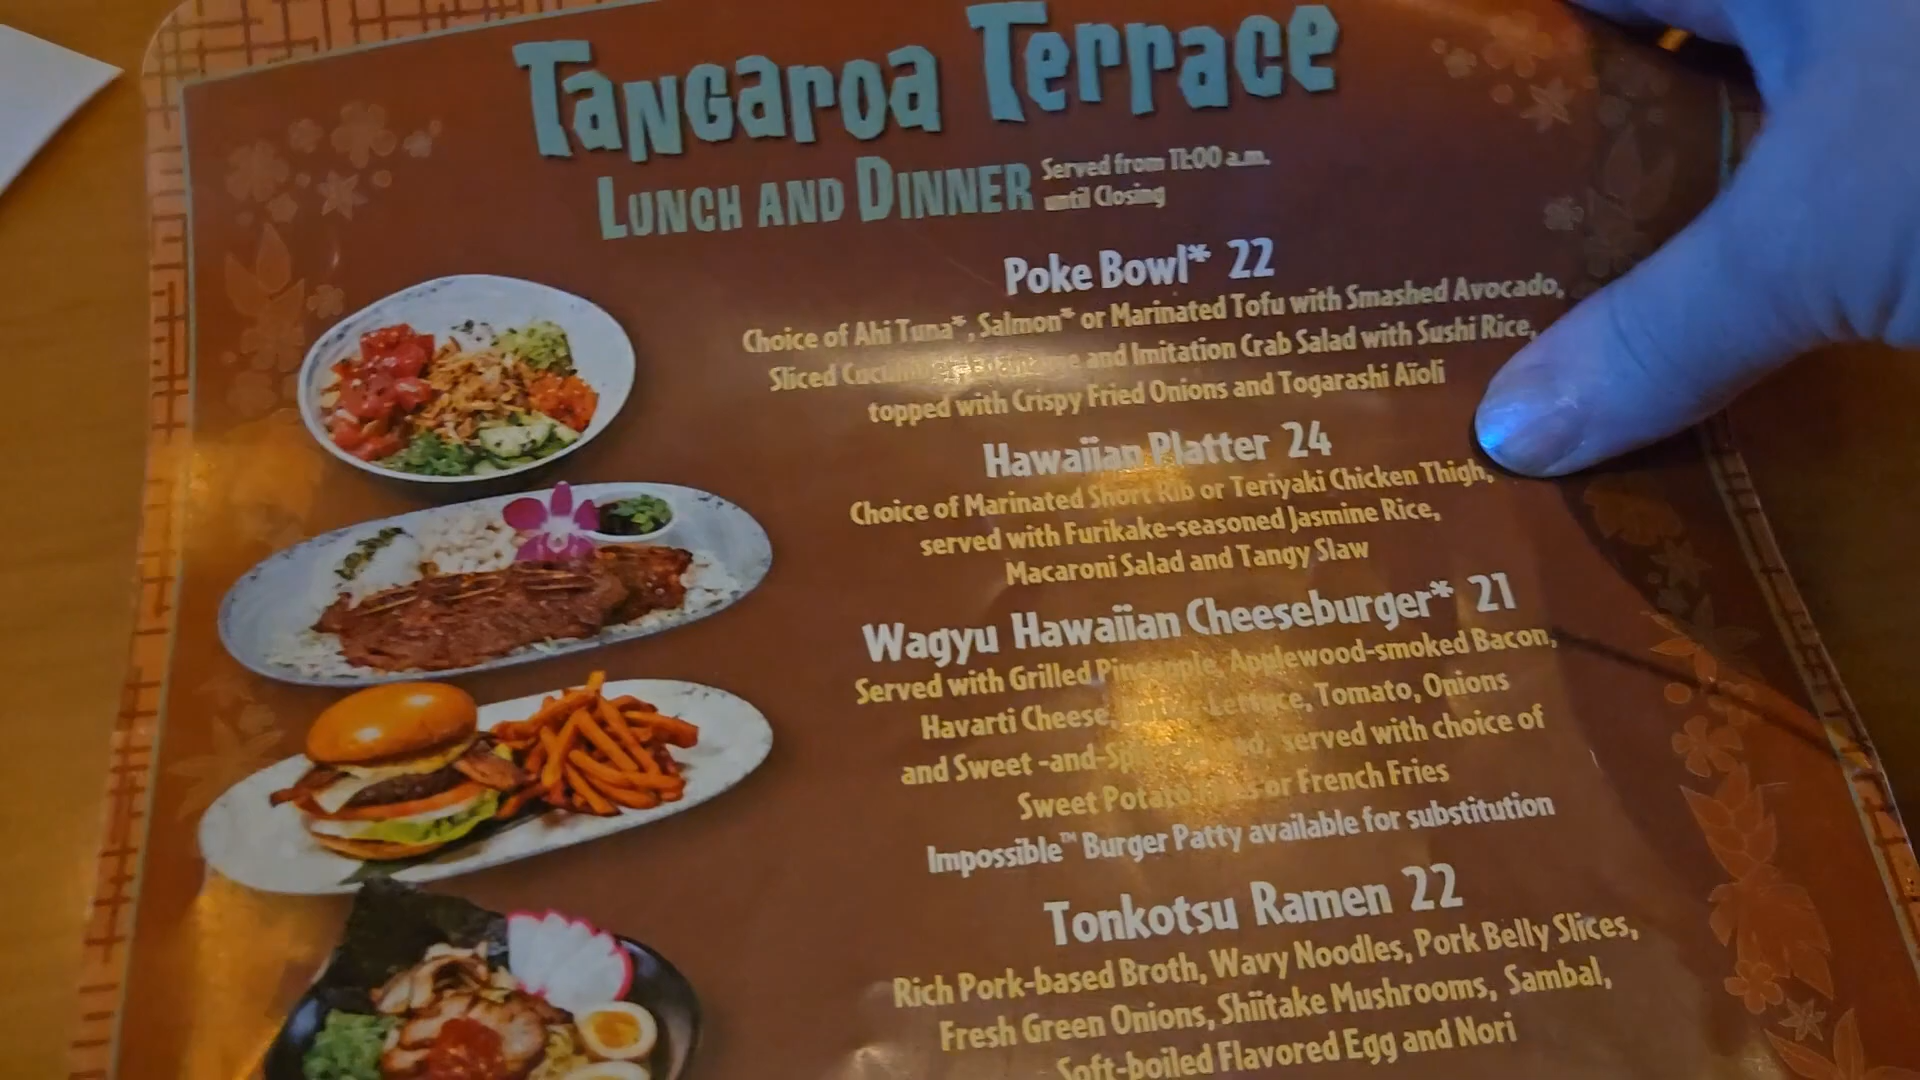 Tangaroa Terrace
Lunch and Dinner
Served from 11:00 a.m.
until Closing
Poke Bowl* 22
Choice of Ahi Tuna*, Salmon* or Marinated Tofu with Smashed Avocado,
Sliced and Imitation Crab Salad with Sushi Rice,
topped with Crispy Fried Onions and Togarashi Aïoli
Hawaiian Platter 24
Choice of Marinated Short Rib or Teriyaki Chicken Thigh,
served with Furikake-seasoned Jasmine Rice,
Macaroni Salad and Tangy Slaw
Wagyu Hawaiian Cheeseburger* 21
Served with Grilled Pineapple, Applewood-smoked Bacon,
Havarti Cheese, Lettuce, Tomato, Onions
and Sweet-and- served with choice of
Sweet Potato or French Fries
Impossible™ Burger Patty available for substitution
Tonkotsu Ramen 22
Rich Pork-based Broth, Wavy Noodles, Pork Belly Slices,
Fresh Green Onions, Shiitake Mushrooms, Sambal,
Soft-boiled Flavored Egg and Nori